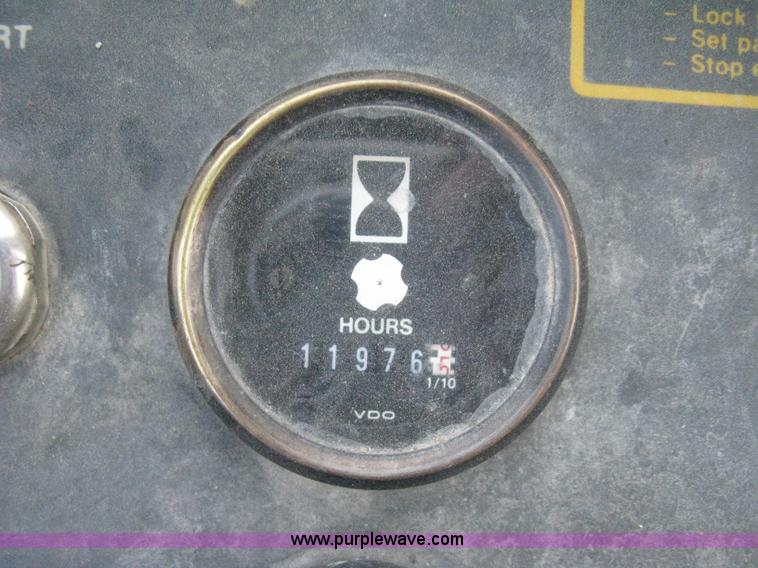 RT
- Lock
- Set pa
- Stop e
HOURS
11976
1/10
VDO
www.purplewave.com